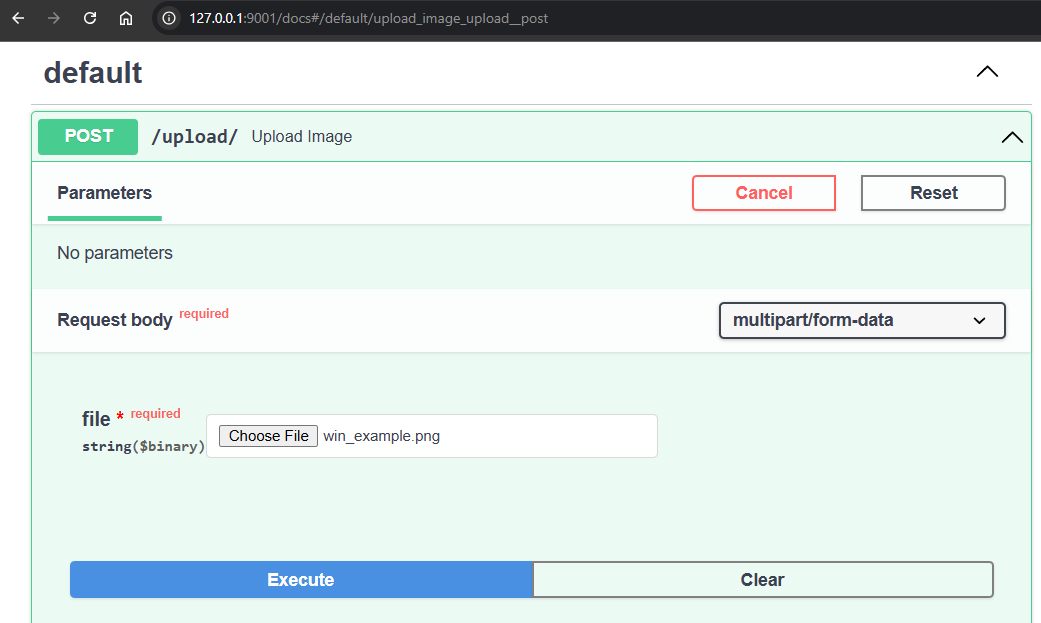 127.0.0.1:9001/docs#/default/upload_image_upload__post
default
POST /upload/ Upload Image
Parameters Cancel Reset
No parameters
Request body required multipart/form-data
file * required
string($binary) Choose File win_example.png
Execute Clear